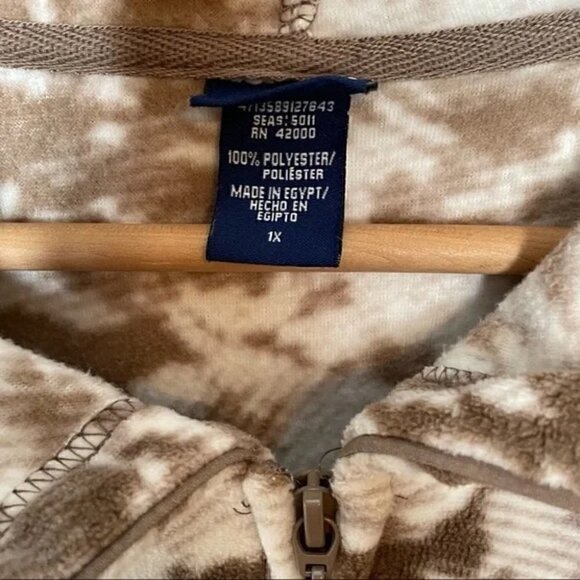 4713589127643
SEAS: 5011
RN 42000
100% POLYESTER/
POLIÉSTER
MADE IN EGYPT/
HECHO EN
EGIPTO
1X